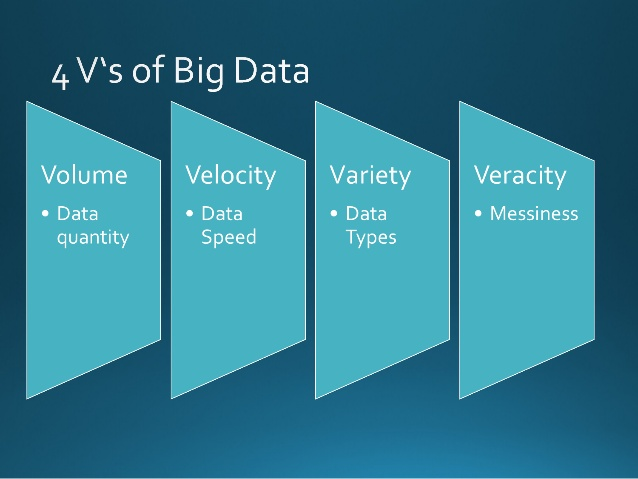 4 V's of Big Data
Volume
• Data
quantity
Velocity
• Data
Speed
Variety
• Data
Types
Veracity
• Messiness